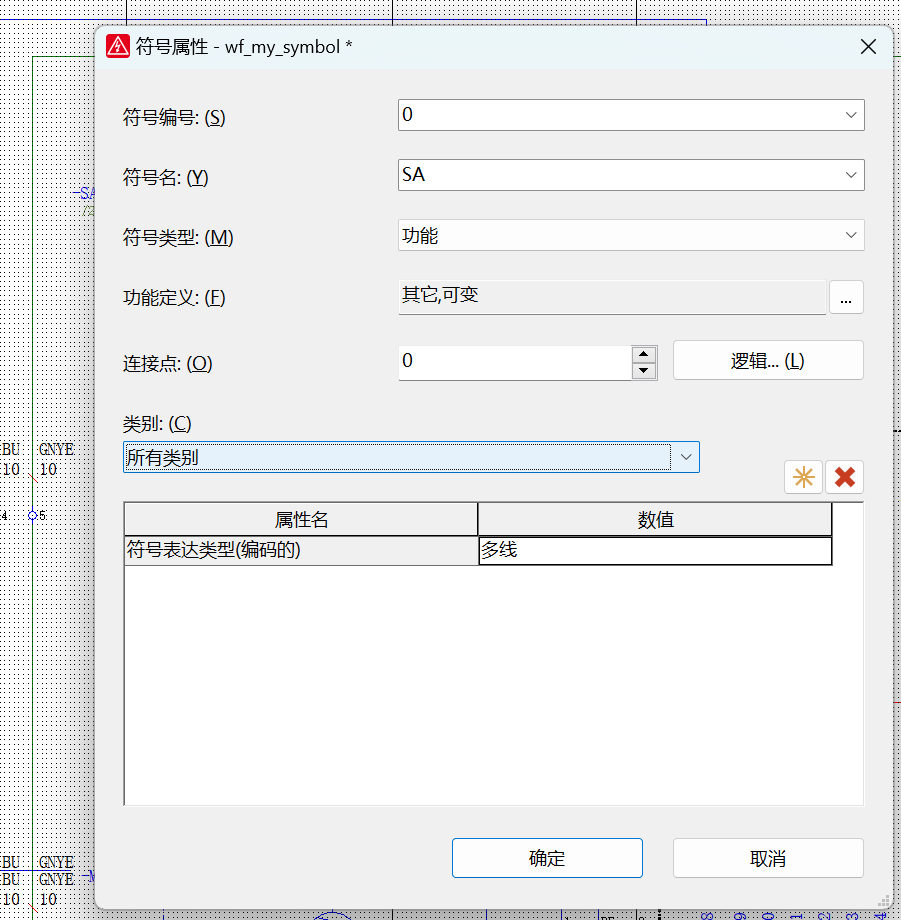 符号属性 - wf_my_symbol *
符号编号: (S)
0
符号名: (Y)
SA
符号类型: (M)
功能
功能定义: (F)
其它,可变
...
连接点: (O)
0
逻辑... (L)
类别: (C)
所有类别
属性名
数值
符号表达类型(编码的)
多线
确定
取消
-SA
BU
GNYE
10
10
4
5
BU
GNYE
BU
GNYE
10
10